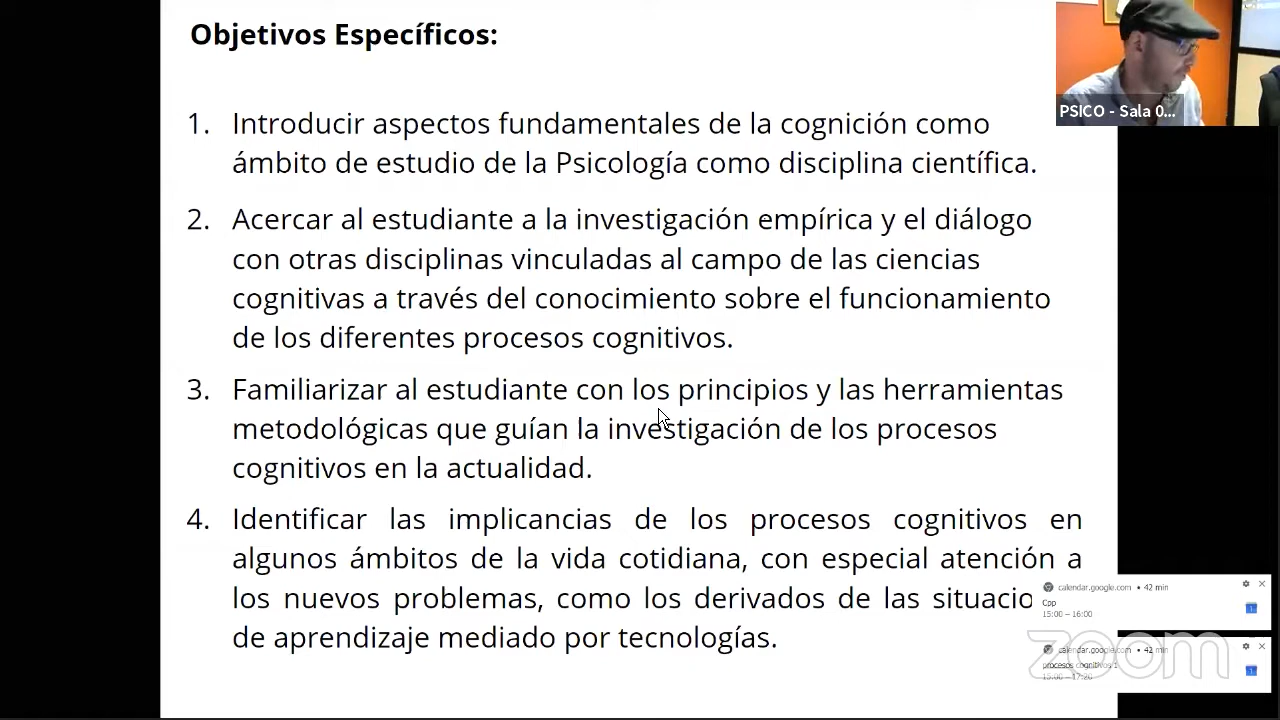 Objetivos Específicos:
1. Introducir aspectos fundamentales de la cognición como
ámbito de estudio de la Psicología como disciplina científica.
2. Acercar al estudiante a la investigación empírica y el diálogo
con otras disciplinas vinculadas al campo de las ciencias
cognitivas a través del conocimiento sobre el funcionamiento
de los diferentes procesos cognitivos.
3. Familiarizar al estudiante con los principios y las herramientas
metodológicas que guían la investigación de los procesos
cognitivos en la actualidad.
4. Identificar las implicancias de los procesos cognitivos en
algunos ámbitos de la vida cotidiana, con especial atención a
los nuevos problemas, como los derivados de las situacio
de aprendizaje mediado por tecnologías.
PSICO - Sala 0...
calendar.google.com • 42 min
Cpp
15:00 – 16:00
calendar.google.com • 42 min
procesos cognitivos 1
zoom